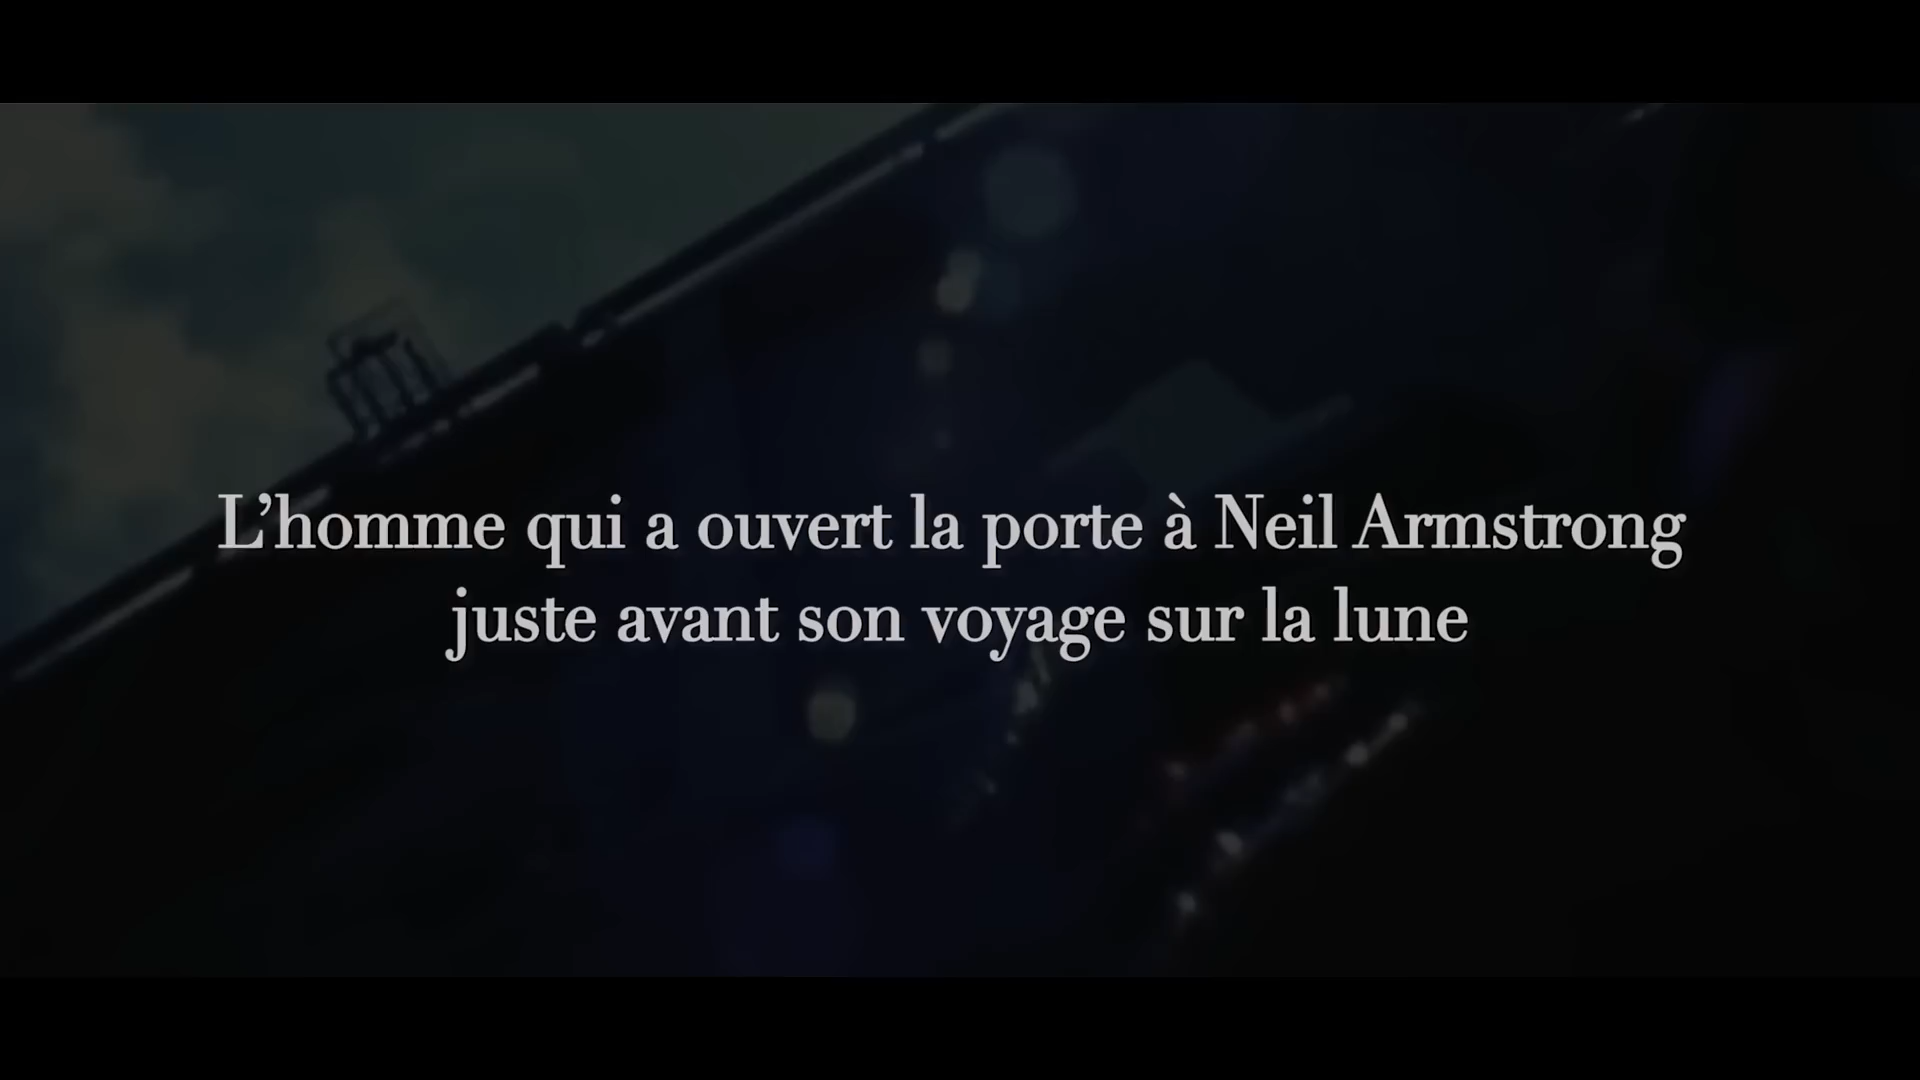 L’homme qui a ouvert la porte à Neil Armstrong
juste avant son voyage sur la lune